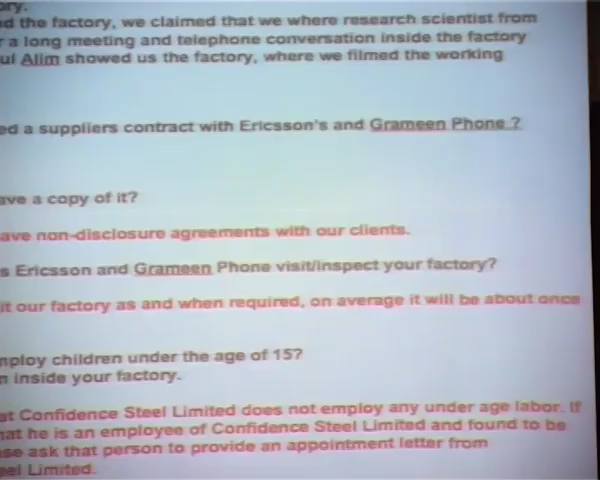 ory.
ed the factory, we claimed that we where research scientist from
r a long meeting and telephone conversation inside the factory
ul Alim showed us the factory, where we filmed the working
ed a suppliers contract with Ericsson's and Grameen Phone ?
ave a copy of it?
ave non-disclosure agreements with our clients.
s Ericsson and Grameen Phone visit/inspect your factory?
it our factory as and when required, on average it will be about once
mploy children under the age of 15?
n inside your factory.
at Confidence Steel Limited does not employ any under age labor. If
hat he is an employee of Confidence Steel Limited and found to be
ase ask that person to provide an appointment letter from
eel Limited.